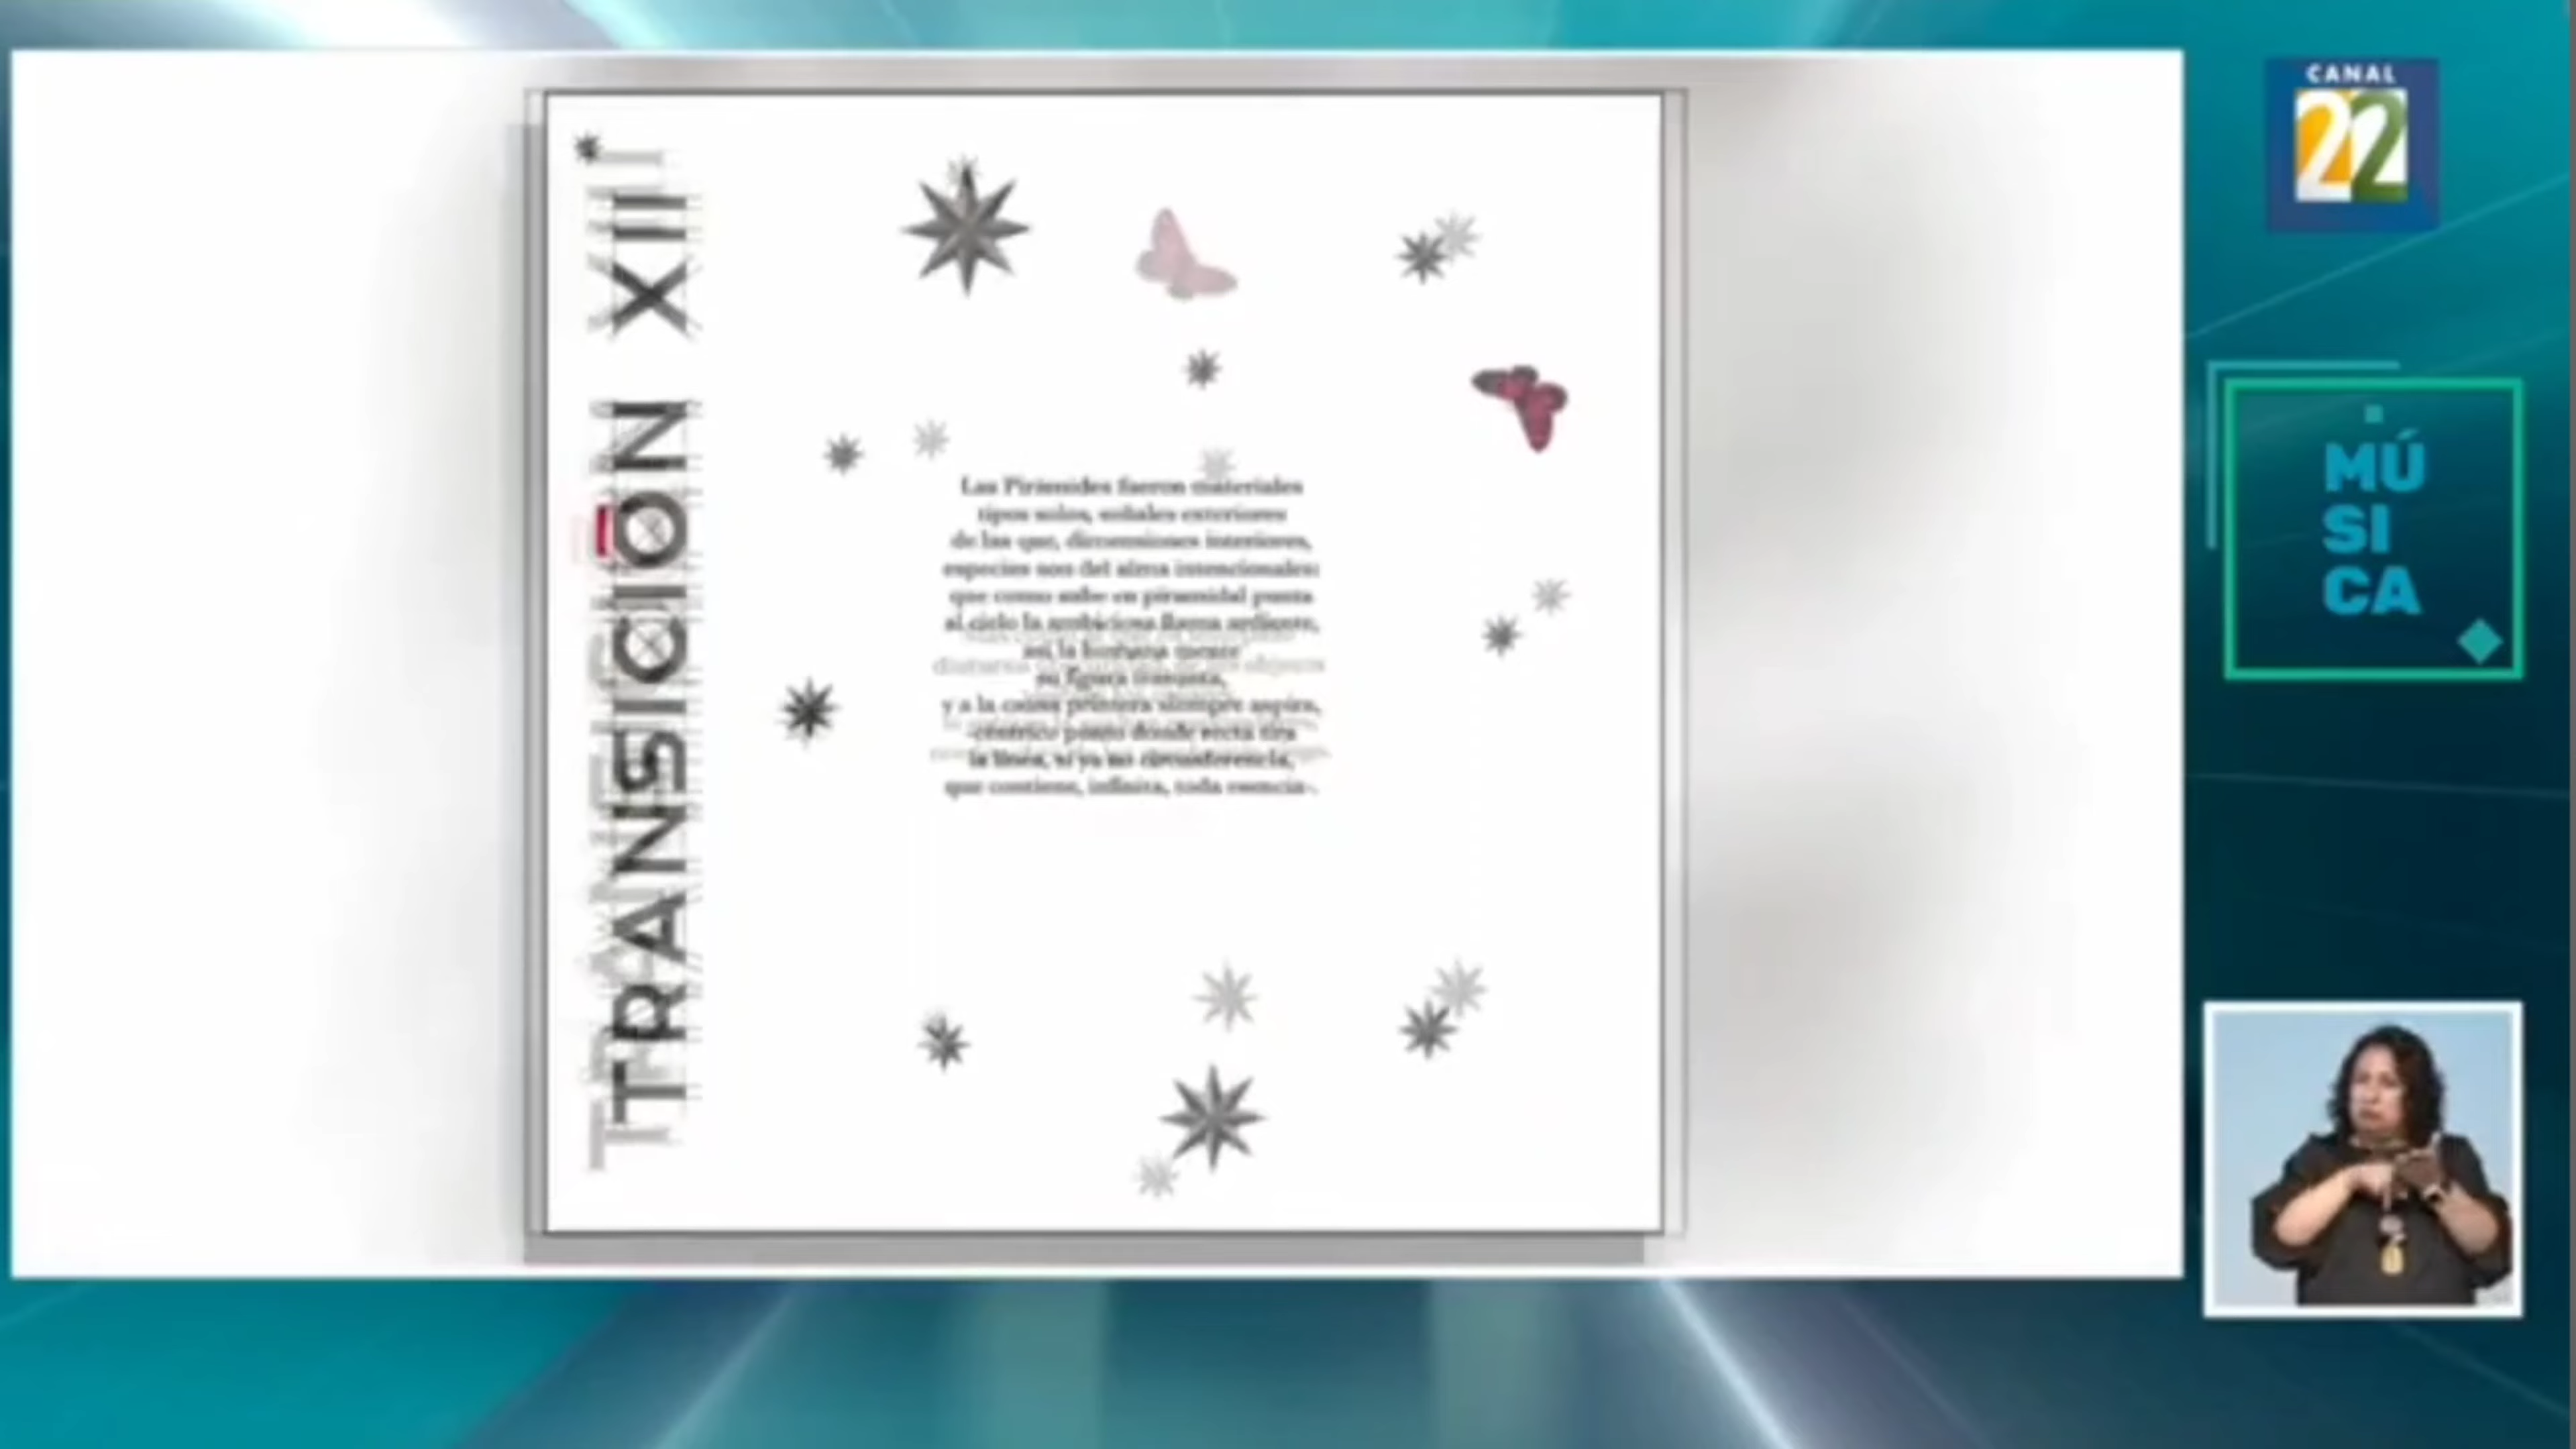 CANAL
22
MÚ
SI
CA
TRANSICIÓN XIII
Las Pirámides fueron materiales
tipos solos, señales exteriores
de las que, dimensiones interiores,
especies son del alma intencionales:
que como sube en piramidal punta
al cielo la ambiciosa llama ardiente,
así la humana mente
su figura trasunta,
y a la causa primera siempre aspira,
-céntrico punto donde recta tira
la línea, si ya no circunferencia,
que contiene, infinita, toda esencia-.